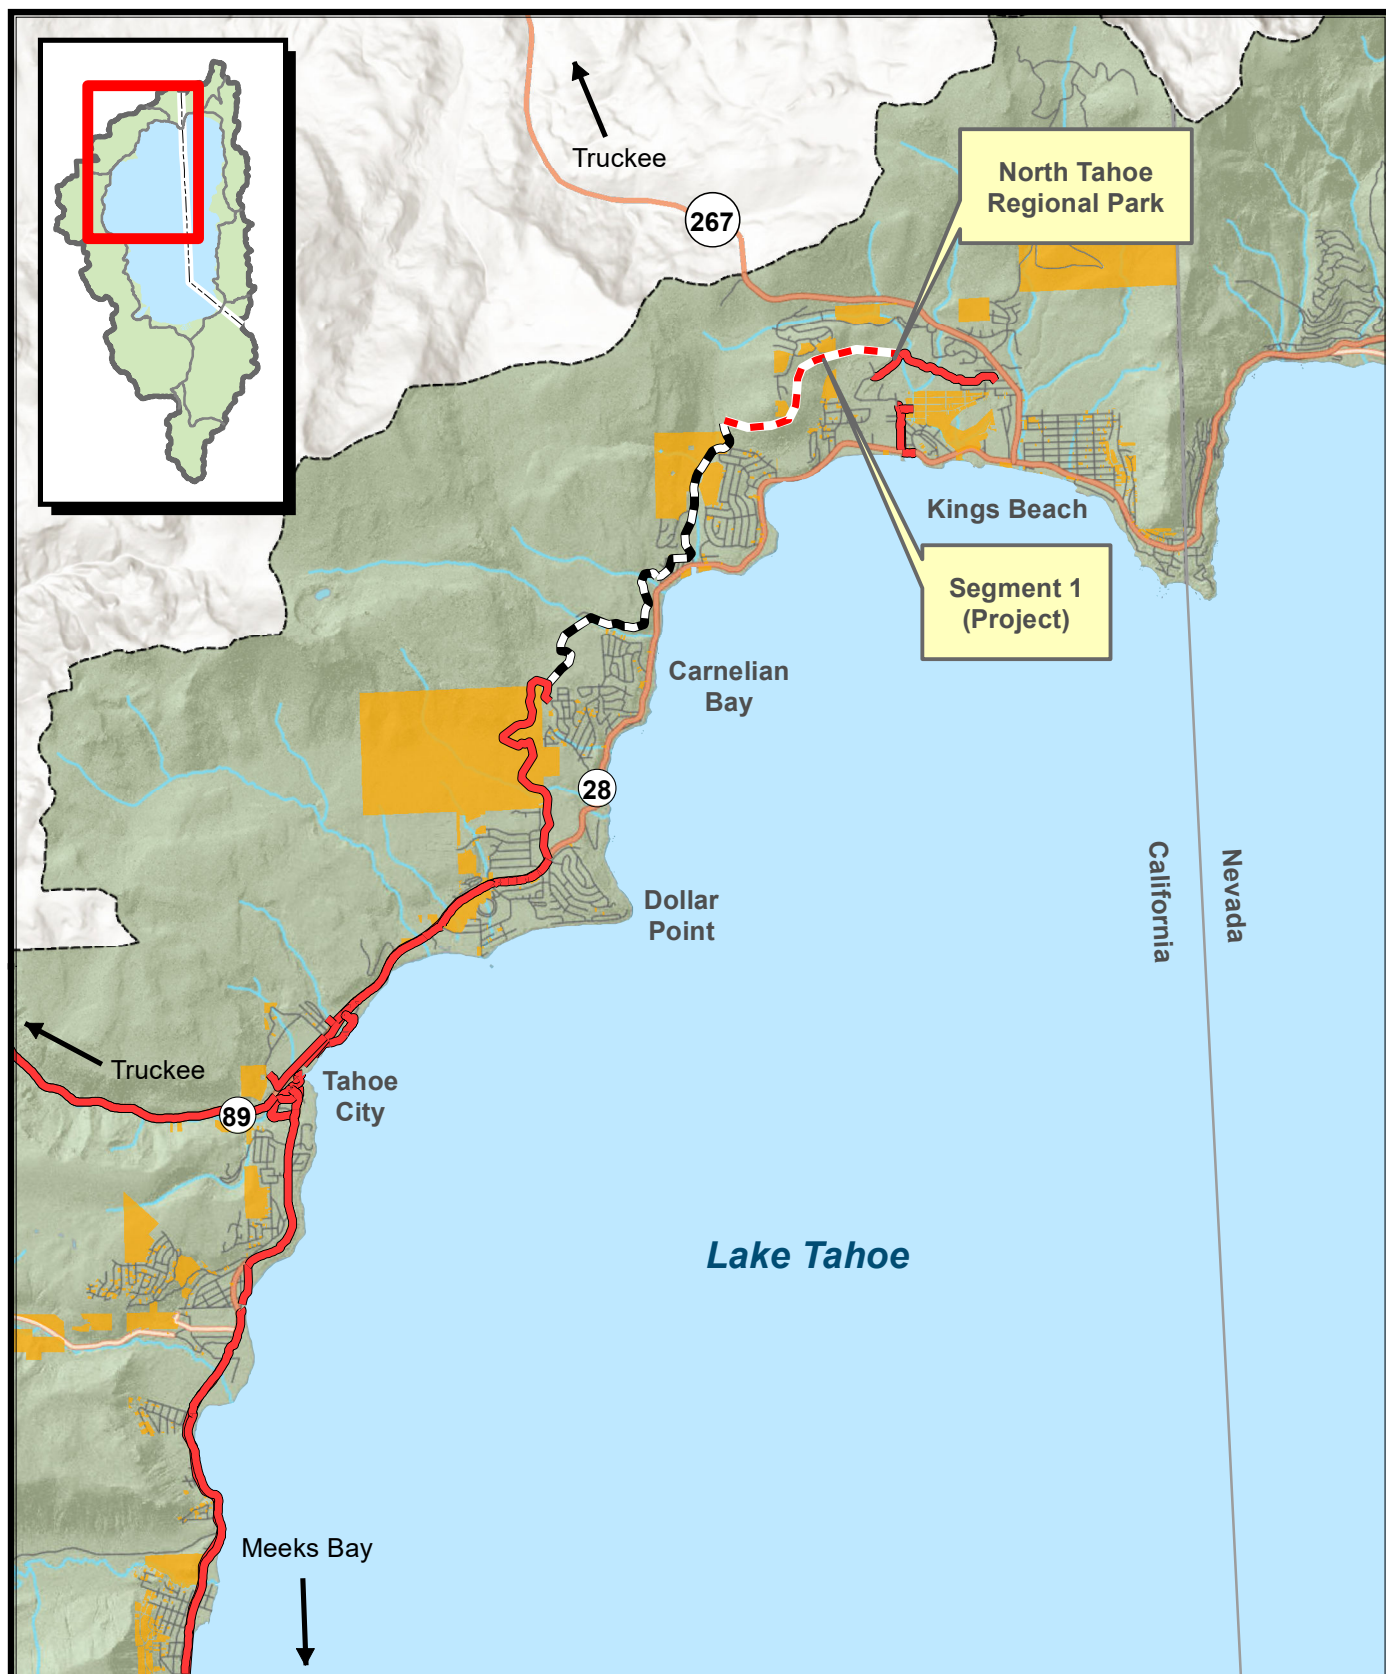 Truckee
267
North Tahoe
Regional Park
Kings Beach
Segment 1
(Project)
Carnelian
Bay
28
Dollar
Point
California
Nevada
Truckee
Tahoe
City
89
Lake Tahoe
Meeks Bay